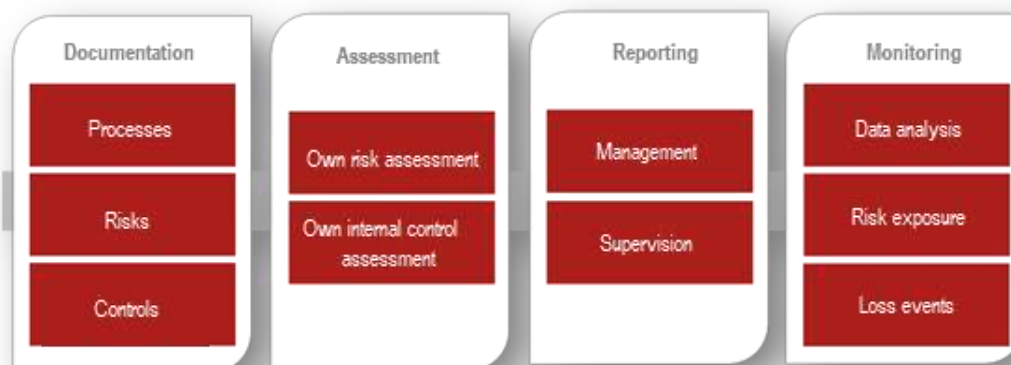 Documentation
Processes
Risks
Controls
Assessment
Own risk assessment
Own internal control
assessment
Reporting
Management
Supervision
Monitoring
Data analysis
Risk exposure
Loss events